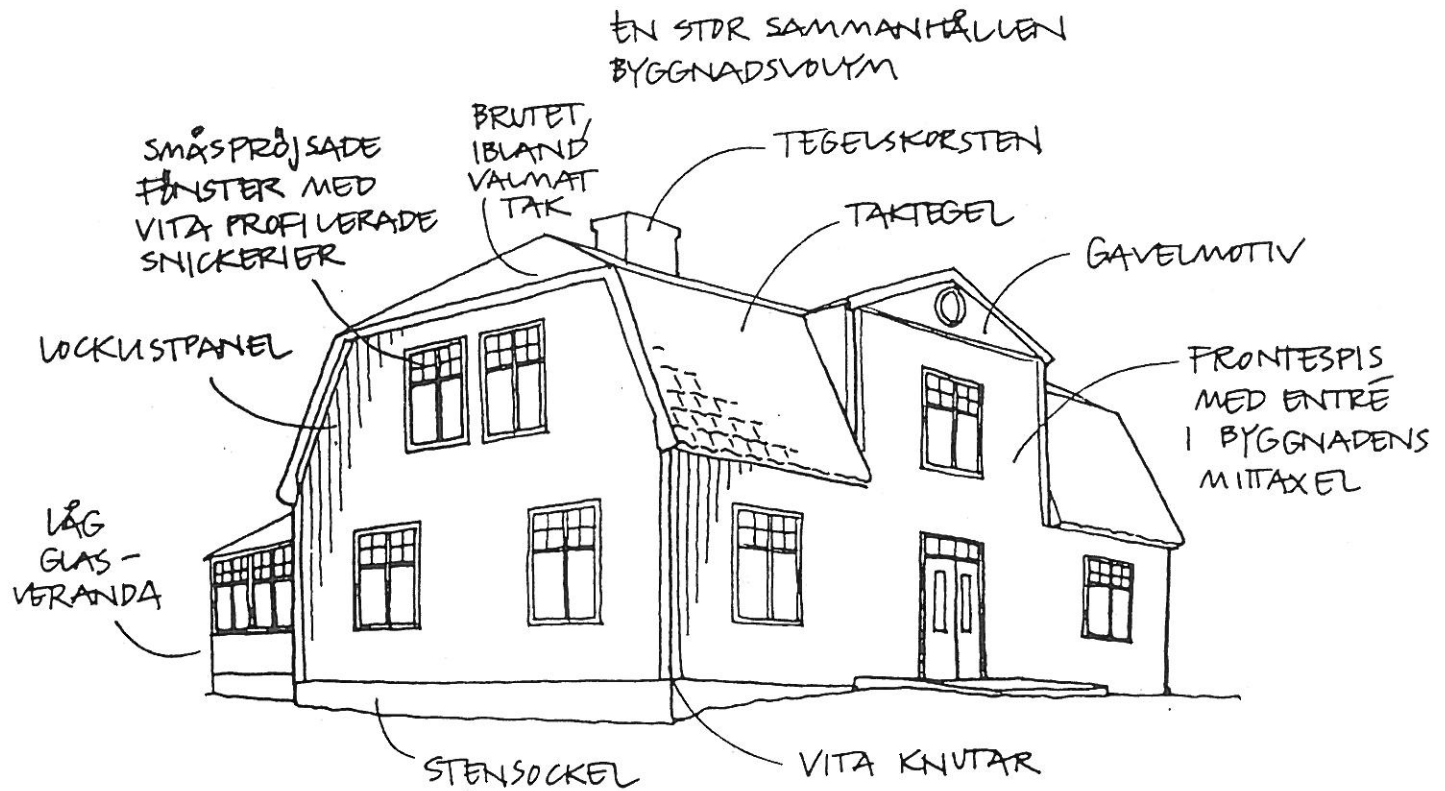 EN STOR SAMMANHÅLLEN
BYGGNADSVOLYM
BRUTET,
IBLAND
VALMAT
TAK
SMÅSPRÖJSADE
FÖNSTER MED
VITA PROFILERADE
SNICKERIER
TEGELSKORSTEN
TAKTEGEL
GAVELMOTIV
LOCKLISTPANEL
FRONTESPIS
MED ENTRÉ
I BYGGNADENS
MITTAXEL
LÅG
GLAS-
VERANDA
STENSOCKEL
VITA KNUTAR